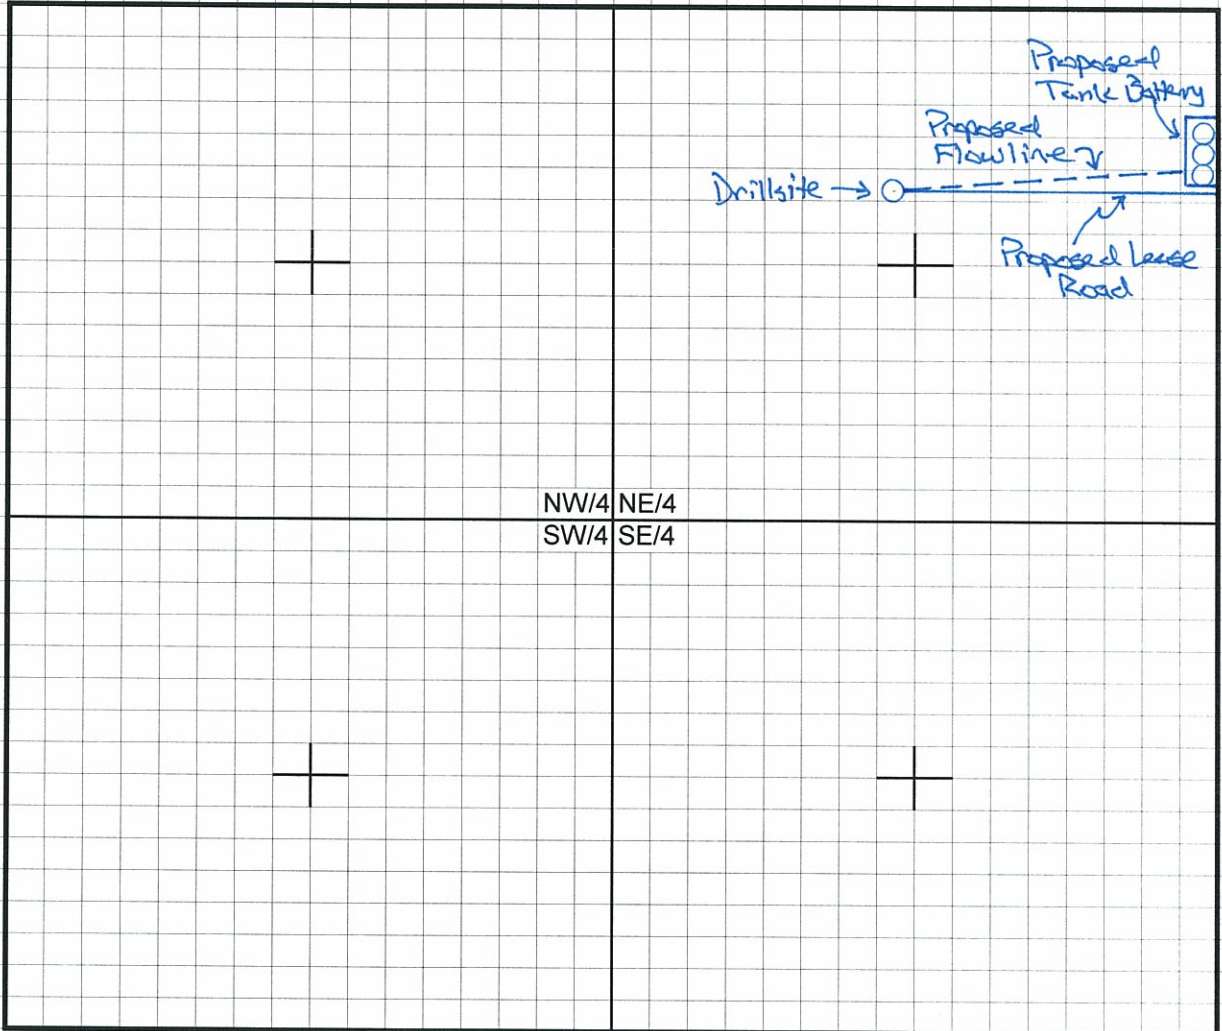 Proposed
Tank Battery
Proposed
Flowline
Drillsite
Proposed Lease
Road
NW/4 NE/4
SW/4 SE/4